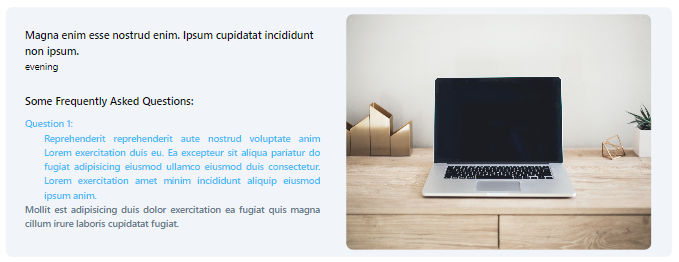 Magna enim esse nostrud enim. Ipsum cupidatat incididunt
non ipsum.
evening
Some Frequently Asked Questions:
Question 1:
Reprehenderit reprehenderit aute nostrud voluptate anim
Lorem exercitation duis eu. Ea excepteur sit aliqua pariatur do
fugiat adipisicing eiusmod ullamco eiusmod duis consectetur.
Lorem exercitation amet minim incididunt aliquip eiusmod
ipsum anim.
Mollit est adipisicing duis dolor exercitation ea fugiat quis magna
cillum irure laboris cupidatat fugiat.